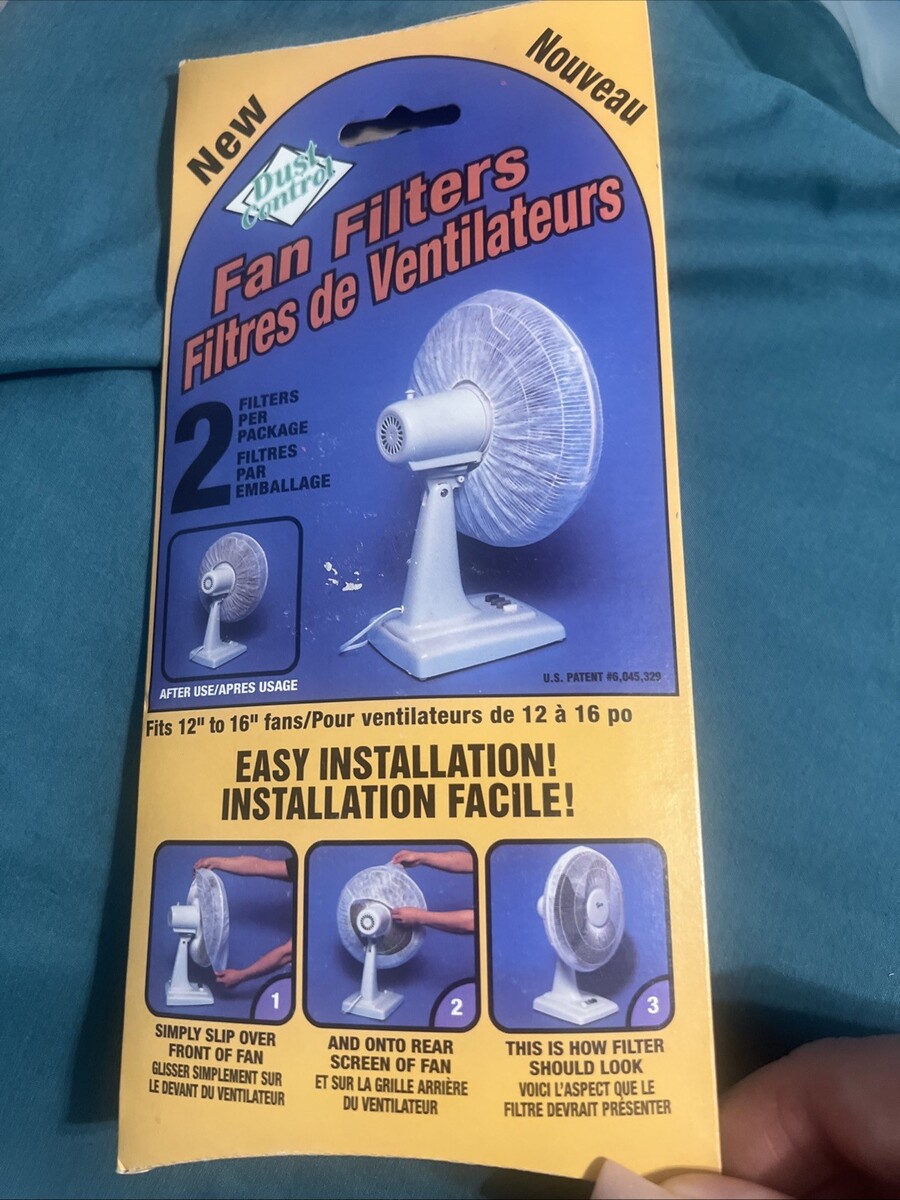 New
Nouveau
Dust
Control
Fan Filters
Filtres de Ventilateurs
2
FILTERS
PER
PACKAGE
FILTRES
PAR
EMBALLAGE
AFTER USE/APRES USAGE
U.S. PATENT #6,045,329
Fits 12" to 16" fans/Pour ventilateurs de 12 à 16 po
EASY INSTALLATION!
INSTALLATION FACILE!
1
SIMPLY SLIP OVER
FRONT OF FAN
GLISSER SIMPLEMENT SUR
LE DEVANT DU VENTILATEUR
2
AND ONTO REAR
SCREEN OF FAN
ET SUR LA GRILLE ARRIÈRE
DU VENTILATEUR
3
THIS IS HOW FILTER
SHOULD LOOK
VOICI L'ASPECT QUE LE
FILTRE DEVRAIT PRÉSENTER